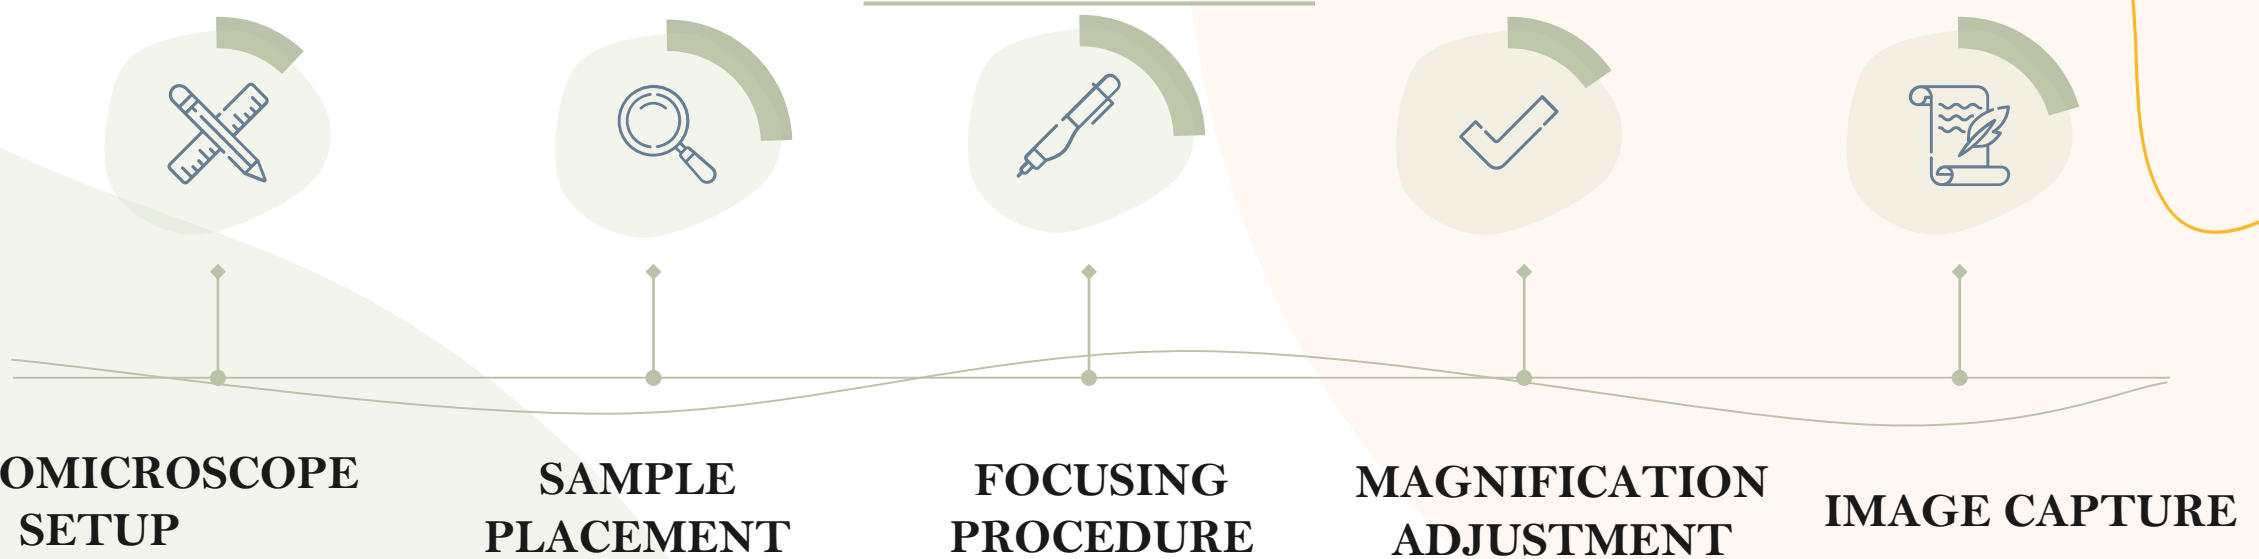 OMICROSCOPE
SETUP
SAMPLE
PLACEMENT
FOCUSING
PROCEDURE
MAGNIFICATION
ADJUSTMENT
IMAGE CAPTURE